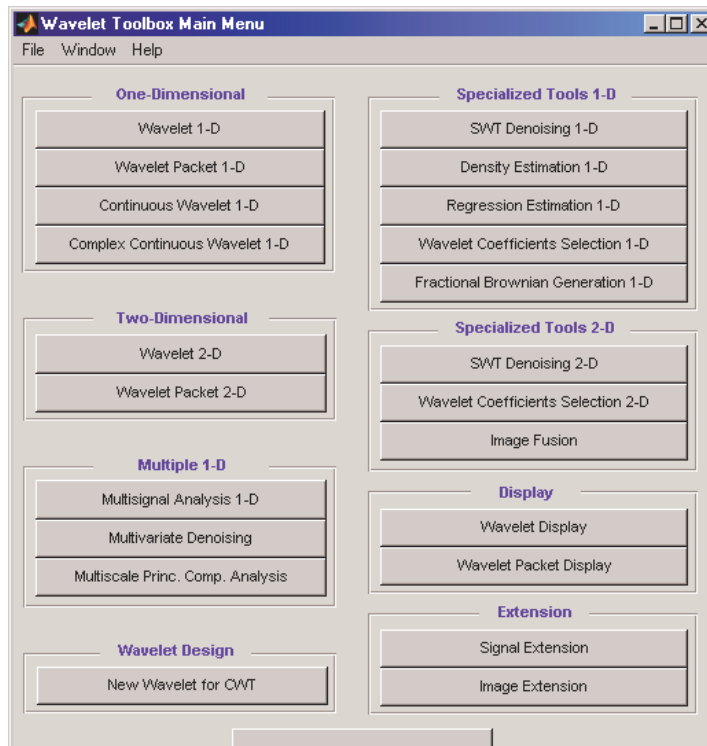 Wavelet Toolbox Main Menu
File Window Help
One-Dimensional
Wavelet 1-D
Wavelet Packet 1-D
Continuous Wavelet 1-D
Complex Continuous Wavelet 1-D
Two-Dimensional
Wavelet 2-D
Wavelet Packet 2-D
Multiple 1-D
Multisignal Analysis 1-D
Multivariate Denoising
Multiscale Princ. Comp. Analysis
Wavelet Design
New Wavelet for CWT
Specialized Tools 1-D
SWT Denoising 1-D
Density Estimation 1-D
Regression Estimation 1-D
Wavelet Coefficients Selection 1-D
Fractional Brownian Generation 1-D
Specialized Tools 2-D
SWT Denoising 2-D
Wavelet Coefficients Selection 2-D
Image Fusion
Display
Wavelet Display
Wavelet Packet Display
Extension
Signal Extension
Image Extension